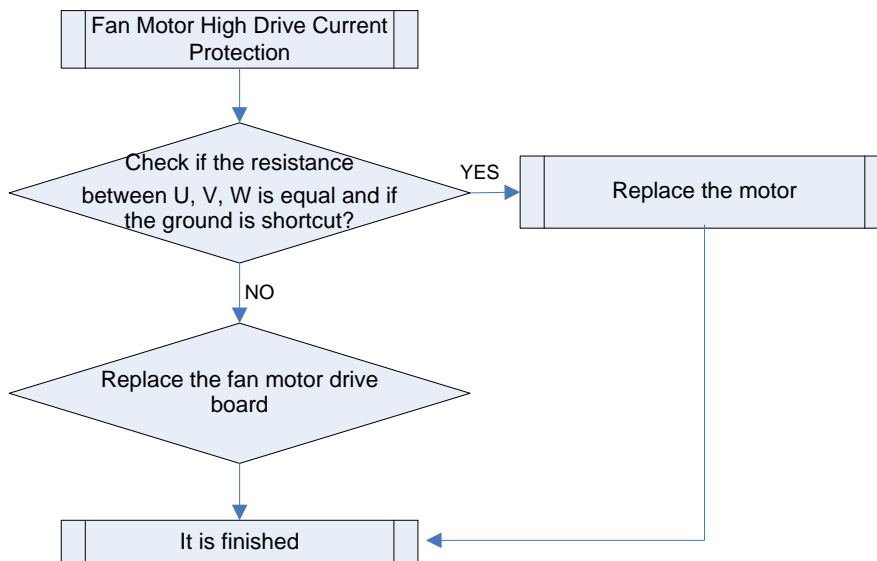 Fan Motor High Drive Current
Protection
Check if the resistance
between U, V, W is equal and if
the ground is shortcut?
YES
Replace the motor
NO
Replace the fan motor drive
board
It is finished